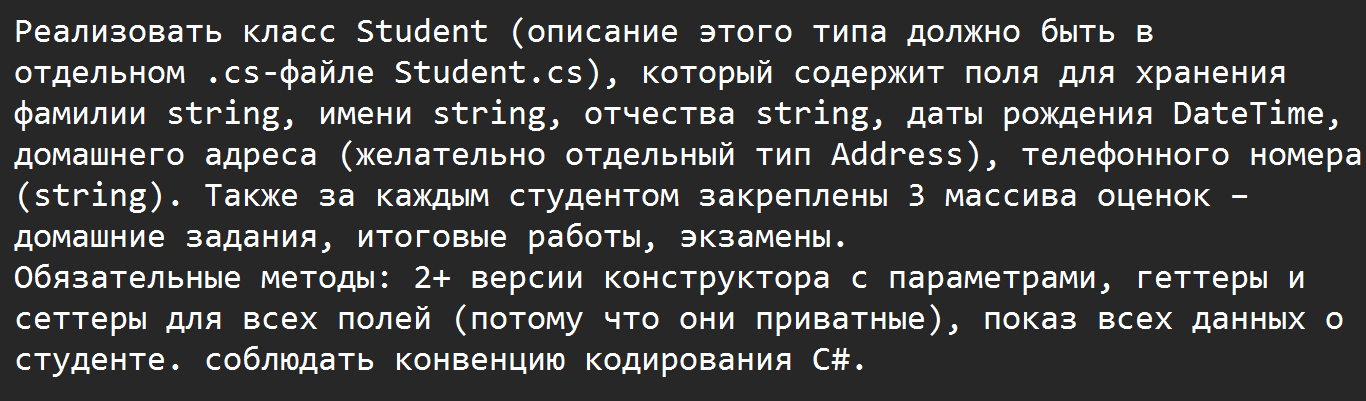 Реализовать класс Student (описание этого типа должно быть в
отдельном .cs-файле Student.cs), который содержит поля для хранения
фамилии string, имени string, отчества string, даты рождения DateTime,
домашнего адреса (желательно отдельный тип Address), телефонного номера
(string). Также за каждым студентом закреплены 3 массива оценок –
домашние задания, итоговые работы, экзамены.
Обязательные методы: 2+ версии конструктора с параметрами, геттеры и
сеттеры для всех полей (потому что они приватные), показ всех данных о
студенте. соблюдать конвенцию кодирования C#.